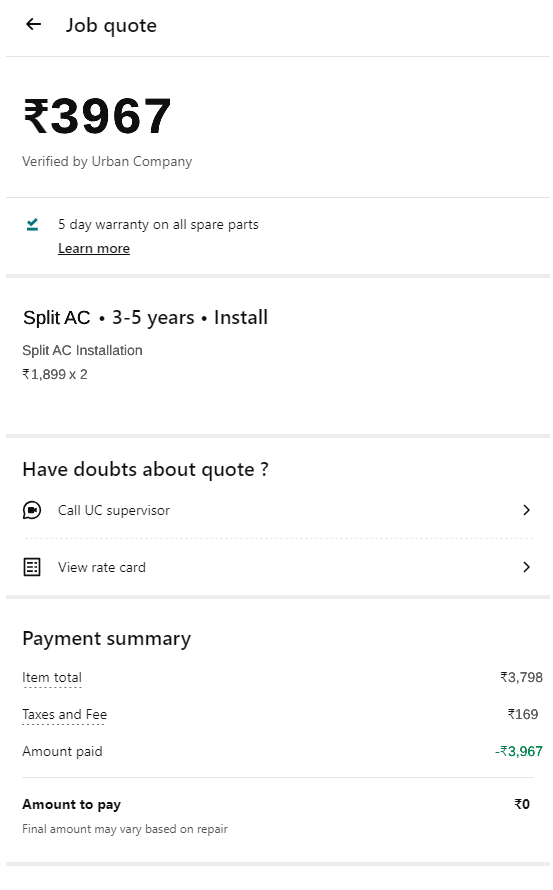 Job quote
₹3967
Verified by Urban Company
5 day warranty on all spare parts
Learn more
Split AC • 3-5 years • Install
Split AC Installation
₹1,899 x 2
Have doubts about quote ?
Call UC supervisor
View rate card
Payment summary
Item total ₹3,798
Taxes and Fee ₹169
Amount paid -₹3,967
Amount to pay ₹0
Final amount may vary based on repair